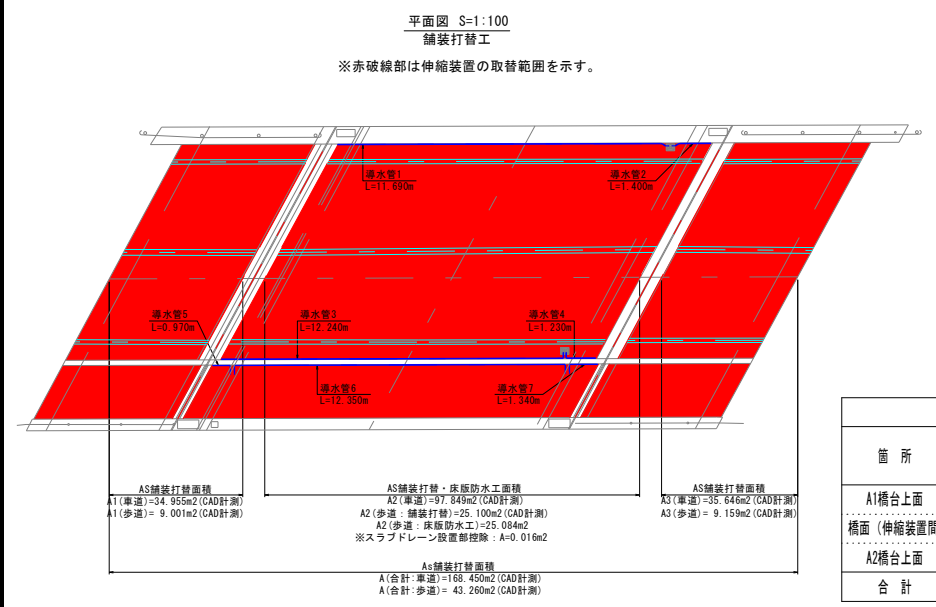 平面図 S=1:100
舗装打替工
※赤破線部は伸縮装置の取替範囲を示す。
導水管1
L=11.690m
導水管2
L=1.400m
導水管5
L=0.970m
導水管3
L=12.240m
導水管4
L=1.230m
導水管6
L=12.350m
導水管7
L=1.340m
AS舗装打替面積
A1(車道)=34.955m2(CAD計測)
A1(歩道)= 9.001m2(CAD計測)
AS舗装打替・床版防水工面積
A2(車道)=97.849m2(CAD計測)
A2(歩道：舗装打替)=25.100m2(CAD計測)
A2(歩道：床版防水工)=25.084m2
※スラブドレーン設置部控除：A=0.016m2
AS舗装打替面積
A3(車道)=35.646m2(CAD計測)
A3(歩道)= 9.159m2(CAD計測)
As舗装打替面積
A(合計:車道)=168.450m2(CAD計測)
A(合計:歩道)= 43.260m2(CAD計測)
箇 所
A1橋台上面
橋面（伸縮装置間
A2橋台上面
合 計